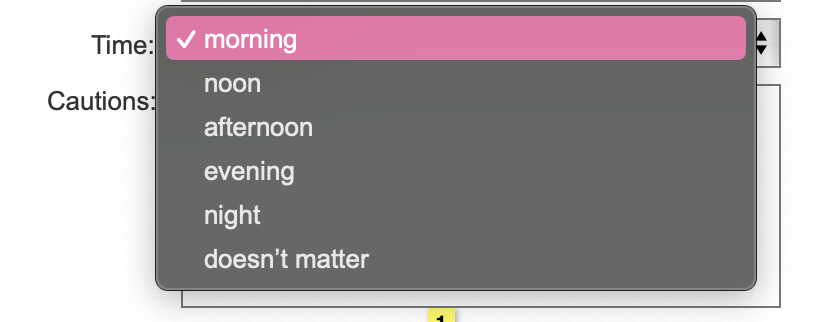 Time:
✓ morning
noon
Cautions:
afternoon
evening
night
doesn’t matter
1